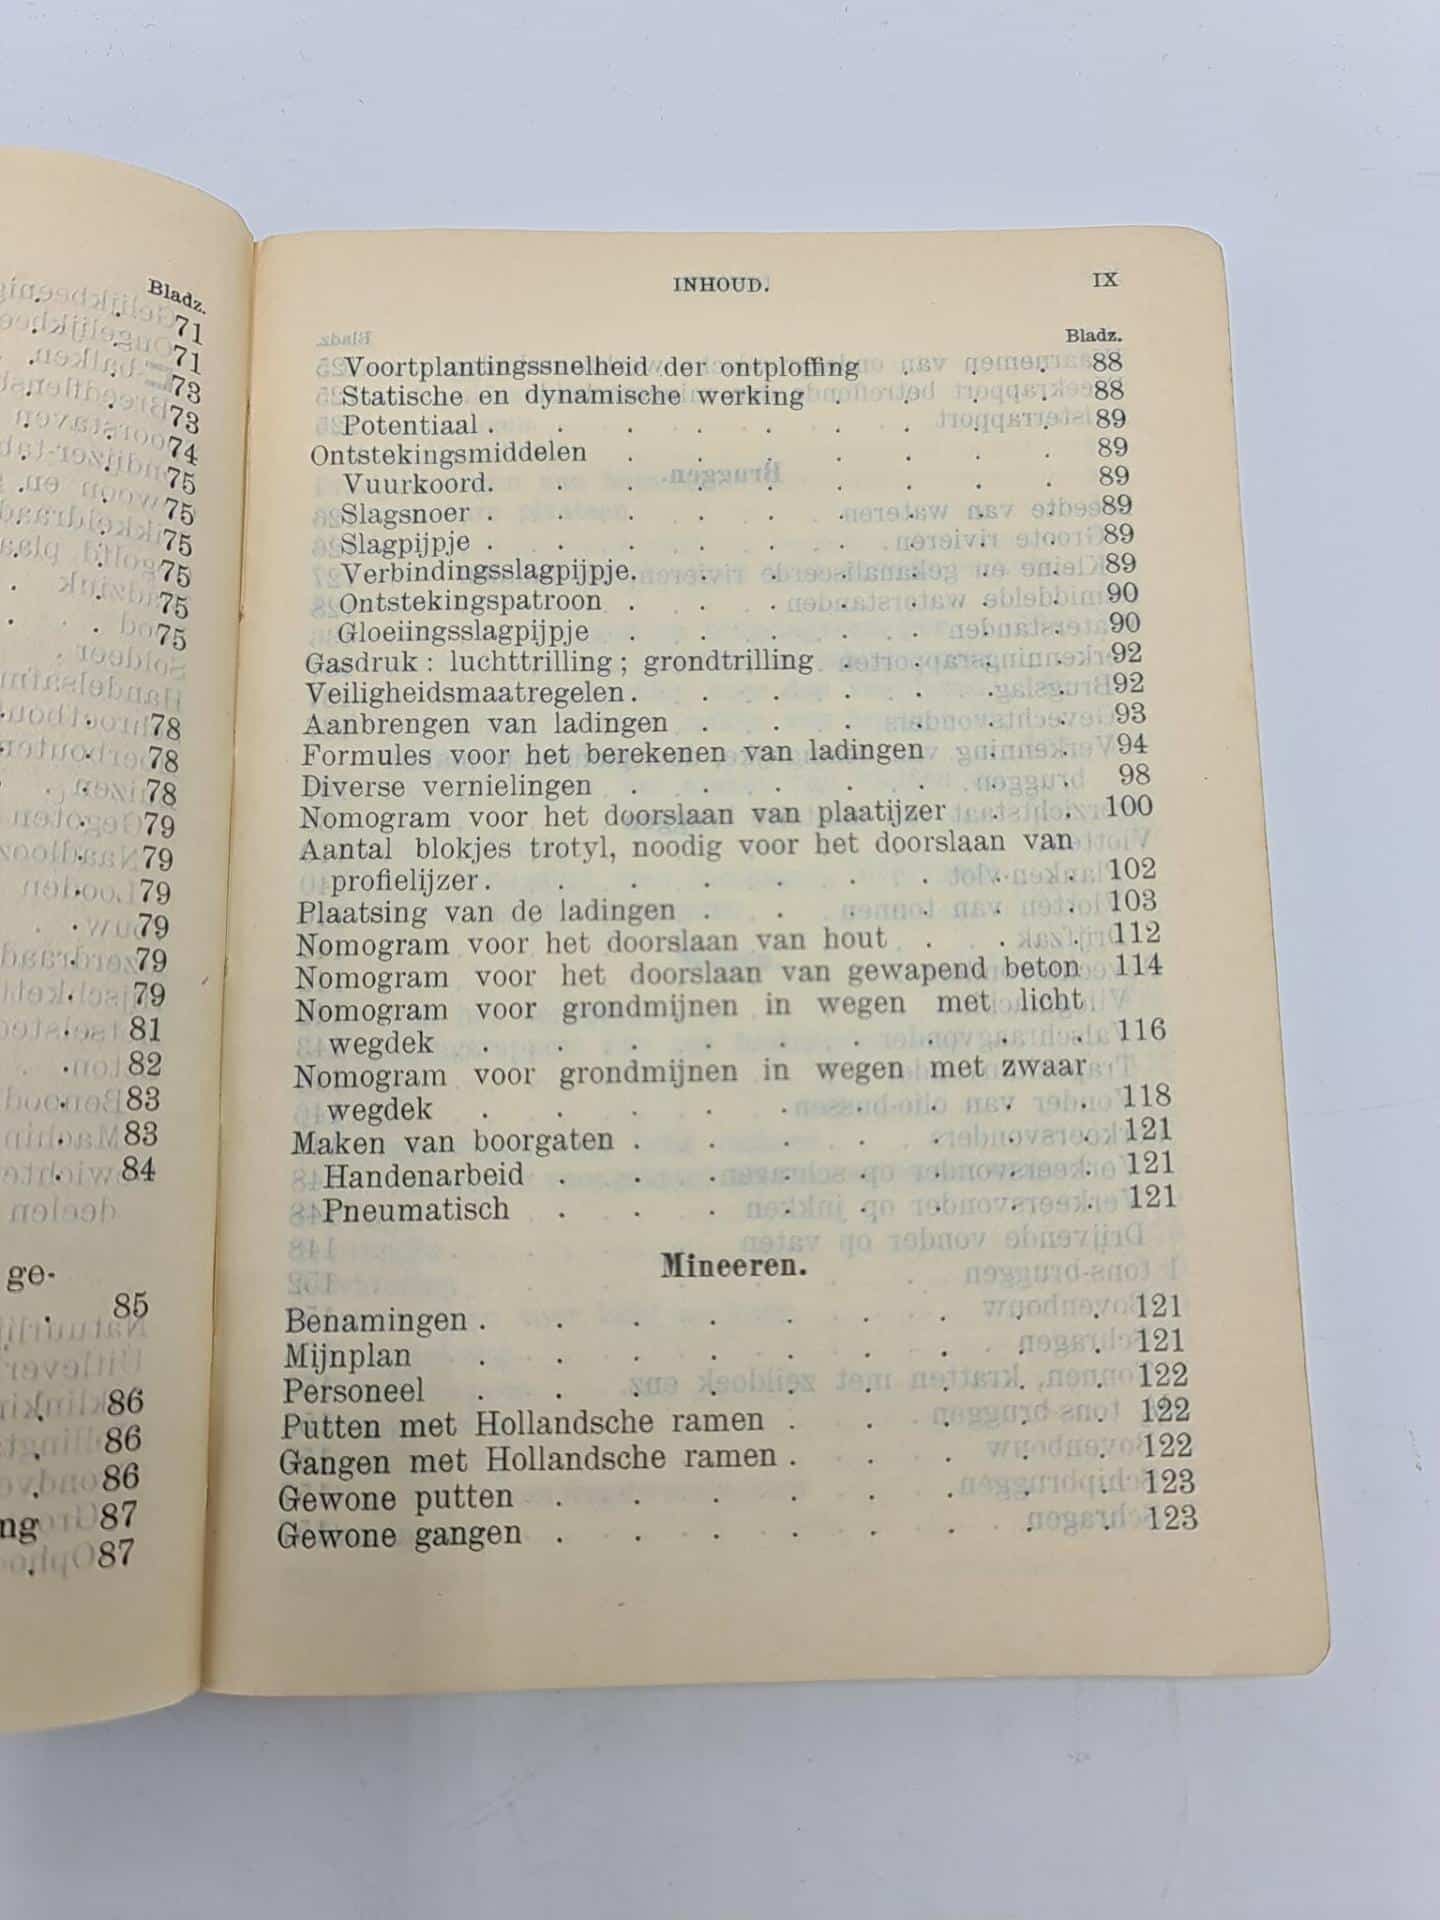 Bladz.
71
71
73
73
74
75
75
75
75
75
75
78
78
78
79
79
79
79
79
79
81
82
83
83
84
ge-
85
86
86
86
ng 87
87
INHOUD. IX
Bladz.
Voortplantingssnelheid der ontploffing . . . 88
Statische en dynamische werking . . . . 88
Potentiaal . . . . . . . . . 89
Ontstekingsmiddelen . . . . . . . 89
Vuurkoord. . . . . . . . . 89
Slagsnoer . . . . . . . . . 89
Slagpijpje . . . . . . . . . 89
Verbindingsslagpijpje. . . . . . . 89
Ontstekingspatroon . . . . . . . 90
Gloeiingsslagpijpje . . . . . . . 90
Gasdruk : luchttrilling ; grondtrilling . . . . 92
Veiligheidsmaatregelen . . . . . . . 92
Aanbrengen van ladingen . . . . . . 93
Formules voor het berekenen van ladingen . . 94
Diverse vernielingen . . . . . . . 98
Nomogram voor het doorslaan van plaatijzer . . 100
Aantal blokjes trotyl, noodig voor het doorslaan van
profielijzer . . . . . . . . . 102
Plaatsing van de ladingen . . . . . . 103
Nomogram voor het doorslaan van hout . . . 112
Nomogram voor het doorslaan van gewapend beton 114
Nomogram voor grondmijnen in wegen met licht
wegdek . . . . . . . . . 116
Nomogram voor grondmijnen in wegen met zwaar
wegdek . . . . . . . . . 118
Maken van boorgaten . . . . . . . 121
Handenarbeid . . . . . . . . 121
Pneumatisch . . . . . . . . 121
Mineeren.
Benamingen . . . . . . . . . 121
Mijnplan . . . . . . . . . 121
Personeel . . . . . . . . . 122
Putten met Hollandsche ramen . . . . . 122
Gangen met Hollandsche ramen . . . . . 122
Gewone putten . . . . . . . . 123
Gewone gangen . . . . . . . . 123